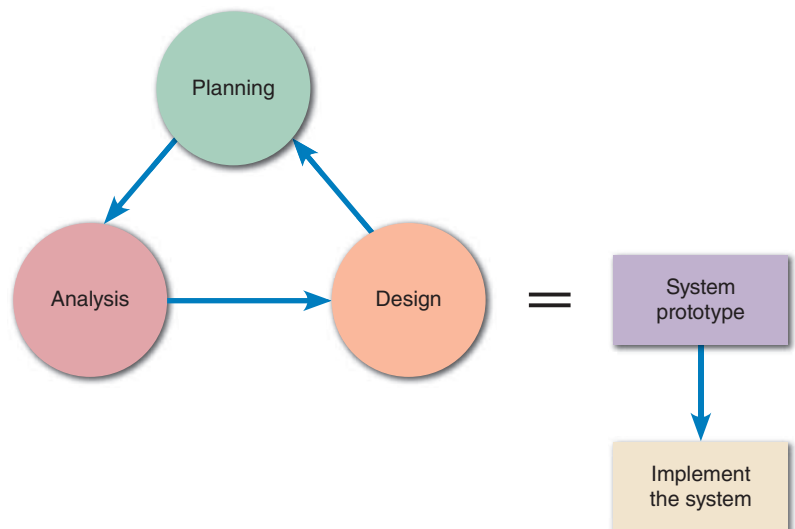 Planning
Analysis
Design
=
System
prototype
Implement
the system